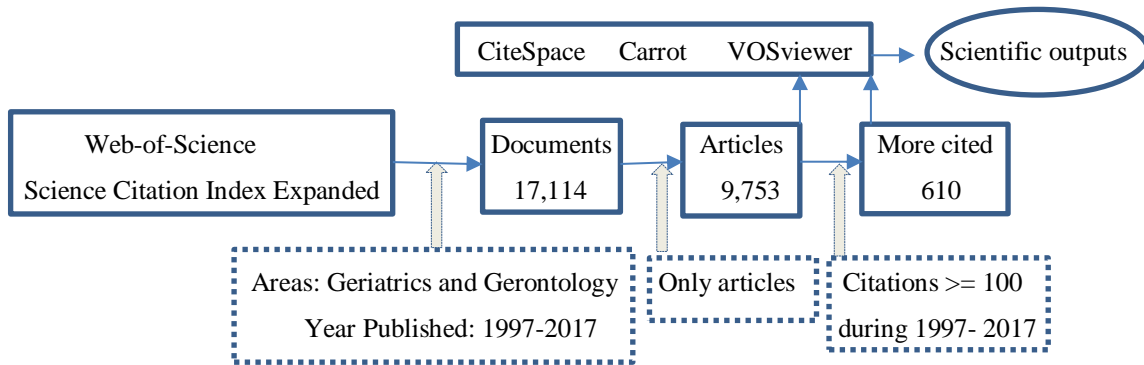 CiteSpace Carrot VOSviewer
Scientific outputs
Web-of-Science
Science Citation Index Expanded
Documents
17,114
Articles
9,753
More cited
610
Areas: Geriatrics and Gerontology
Year Published: 1997-2017
Only articles
Citations >= 100
during 1997- 2017